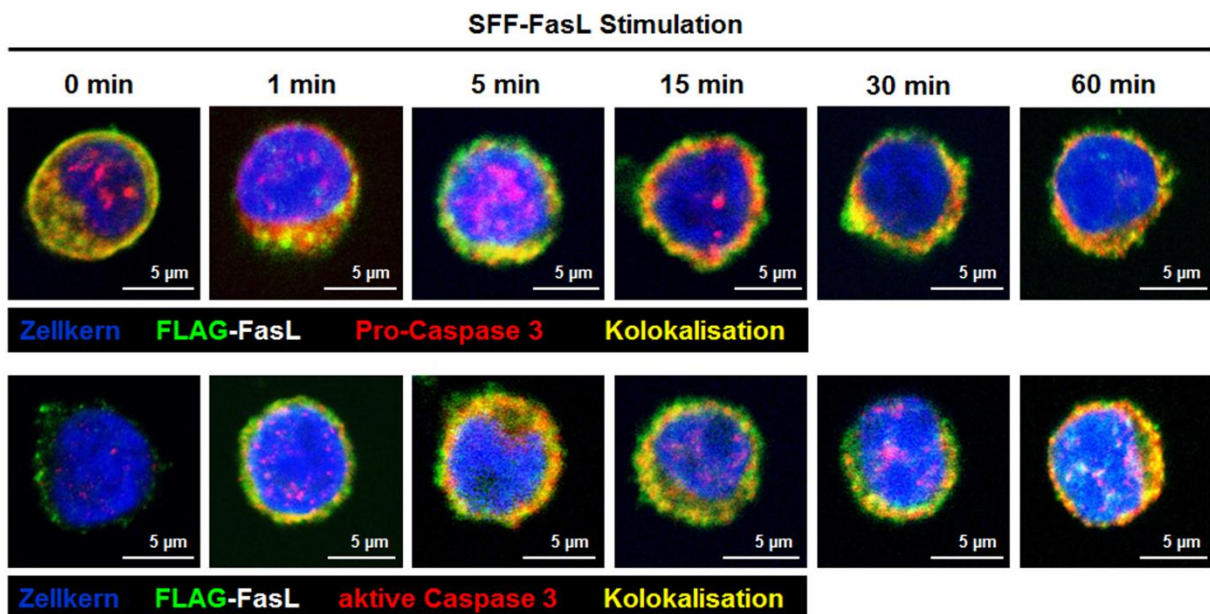 SFF-FasL Stimulation
0 min 1 min 5 min 15 min 30 min 60 min
5 µm 5 µm 5 µm 5 µm 5 µm 5 µm
Zellkern FLAG-FasL Pro-Caspase 3 Kolokalisation
5 µm 5 µm 5 µm 5 µm 5 µm 5 µm
Zellkern FLAG-FasL aktive Caspase 3 Kolokalisation